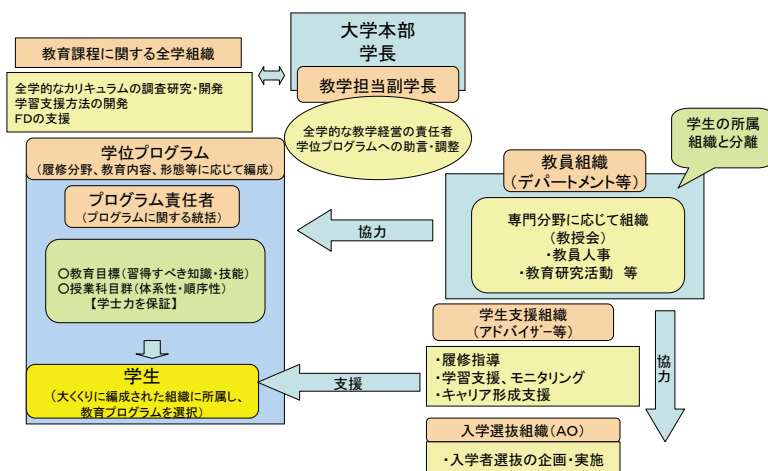 大学本部
学長
教学担当副学長
全学的な教学経営の責任者
学位プログラムへの助言・調整
教育課程に関する全学組織
全学的なカリキュラムの調査研究・開発
学習支援方法の開発
FDの支援
学位プログラム
(履修分野、教育内容、形態等に応じて編成)
プログラム責任者
(プログラムに関する統括)
○教育目標(習得すべき知識・技能)
○授業科目群(体系性・順序性)
【学士力を保証】
学生
(大くくりに編成された組織に所属し、
教育プログラムを選択)
協力
支援
学生の所属
組織と分離
教員組織
(デパートメント等)
専門分野に応じて組織
(教授会)
・教員人事
・教育研究活動 等
学生支援組織
(アドバイザー等)
・履修指導
・学習支援、モニタリング
・キャリア形成支援
協力
入学選抜組織(AO)
・入学者選抜の企画・実施